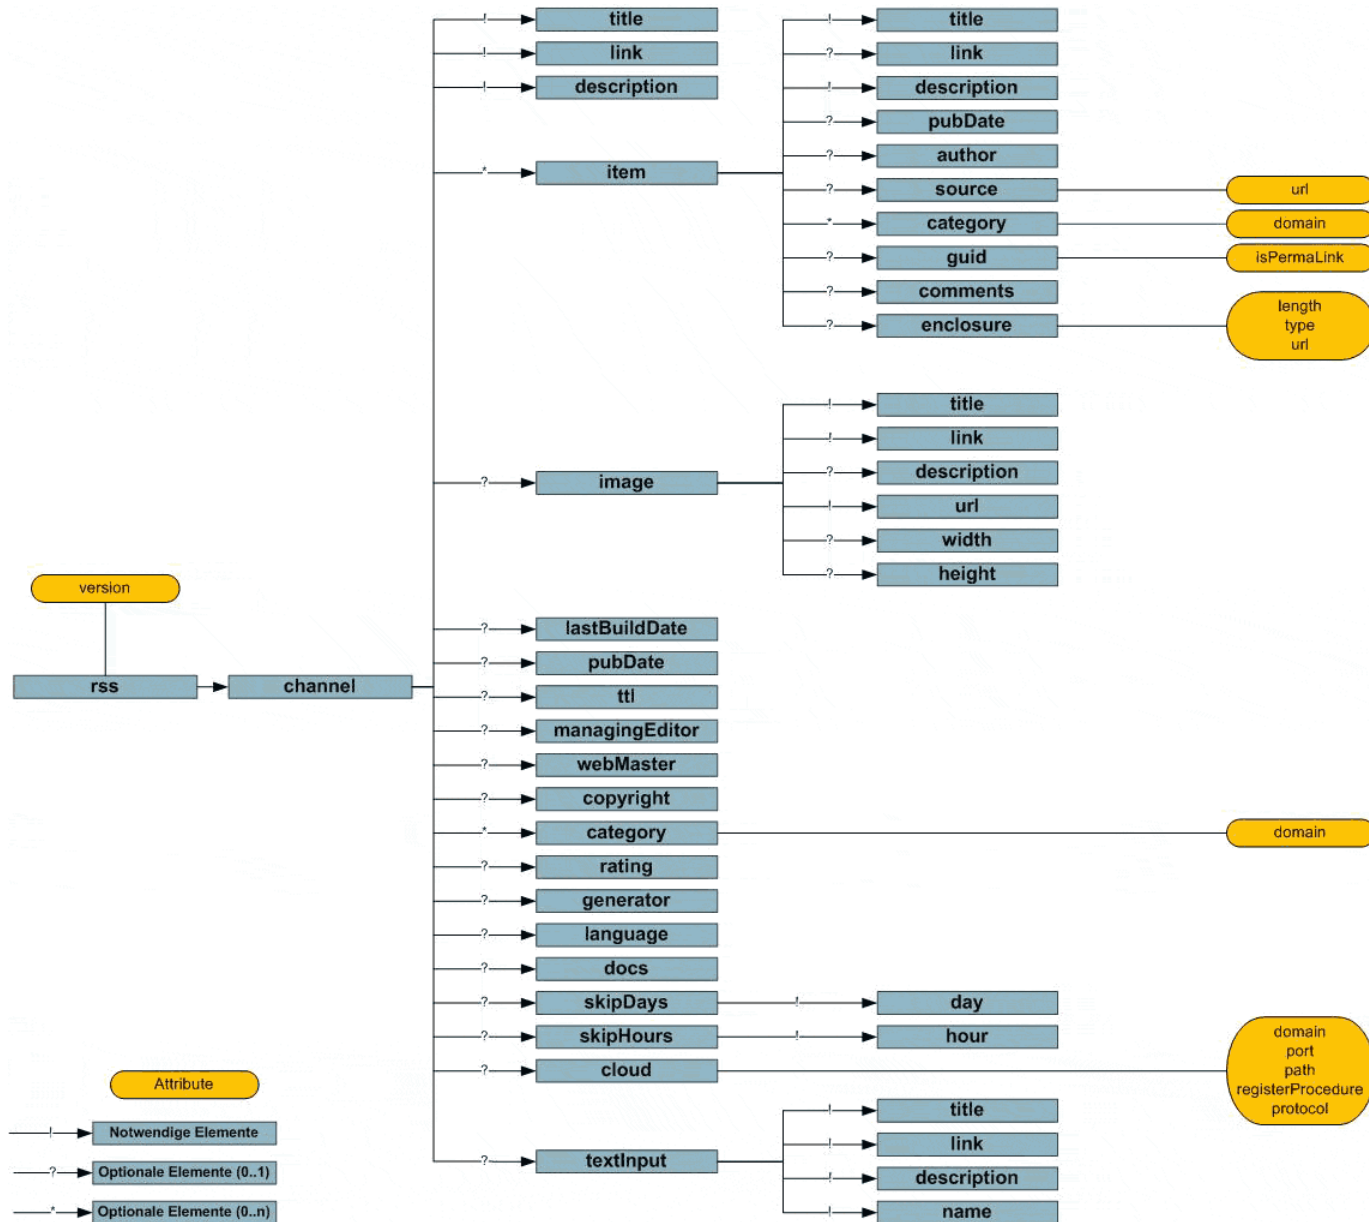 ! title
! link
! description
* item
! title
? link
! description
? pubDate
? author
? source
url
* category
domain
? guid
isPermaLink
? comments
? enclosure
length
type
url
? image
! title
! link
? description
! url
? width
? height
version
rss
channel
? lastBuildDate
? pubDate
? ttl
? managingEditor
? webMaster
? copyright
* category
domain
? rating
? generator
? language
? docs
? skipDays
! day
? skipHours
! hour
? cloud
domain
port
path
registerProcedure
protocol
? textInput
! title
! link
! description
! name
Attribute
! Notwendige Elemente
? Optionale Elemente (0..1)
* Optionale Elemente (0..n)